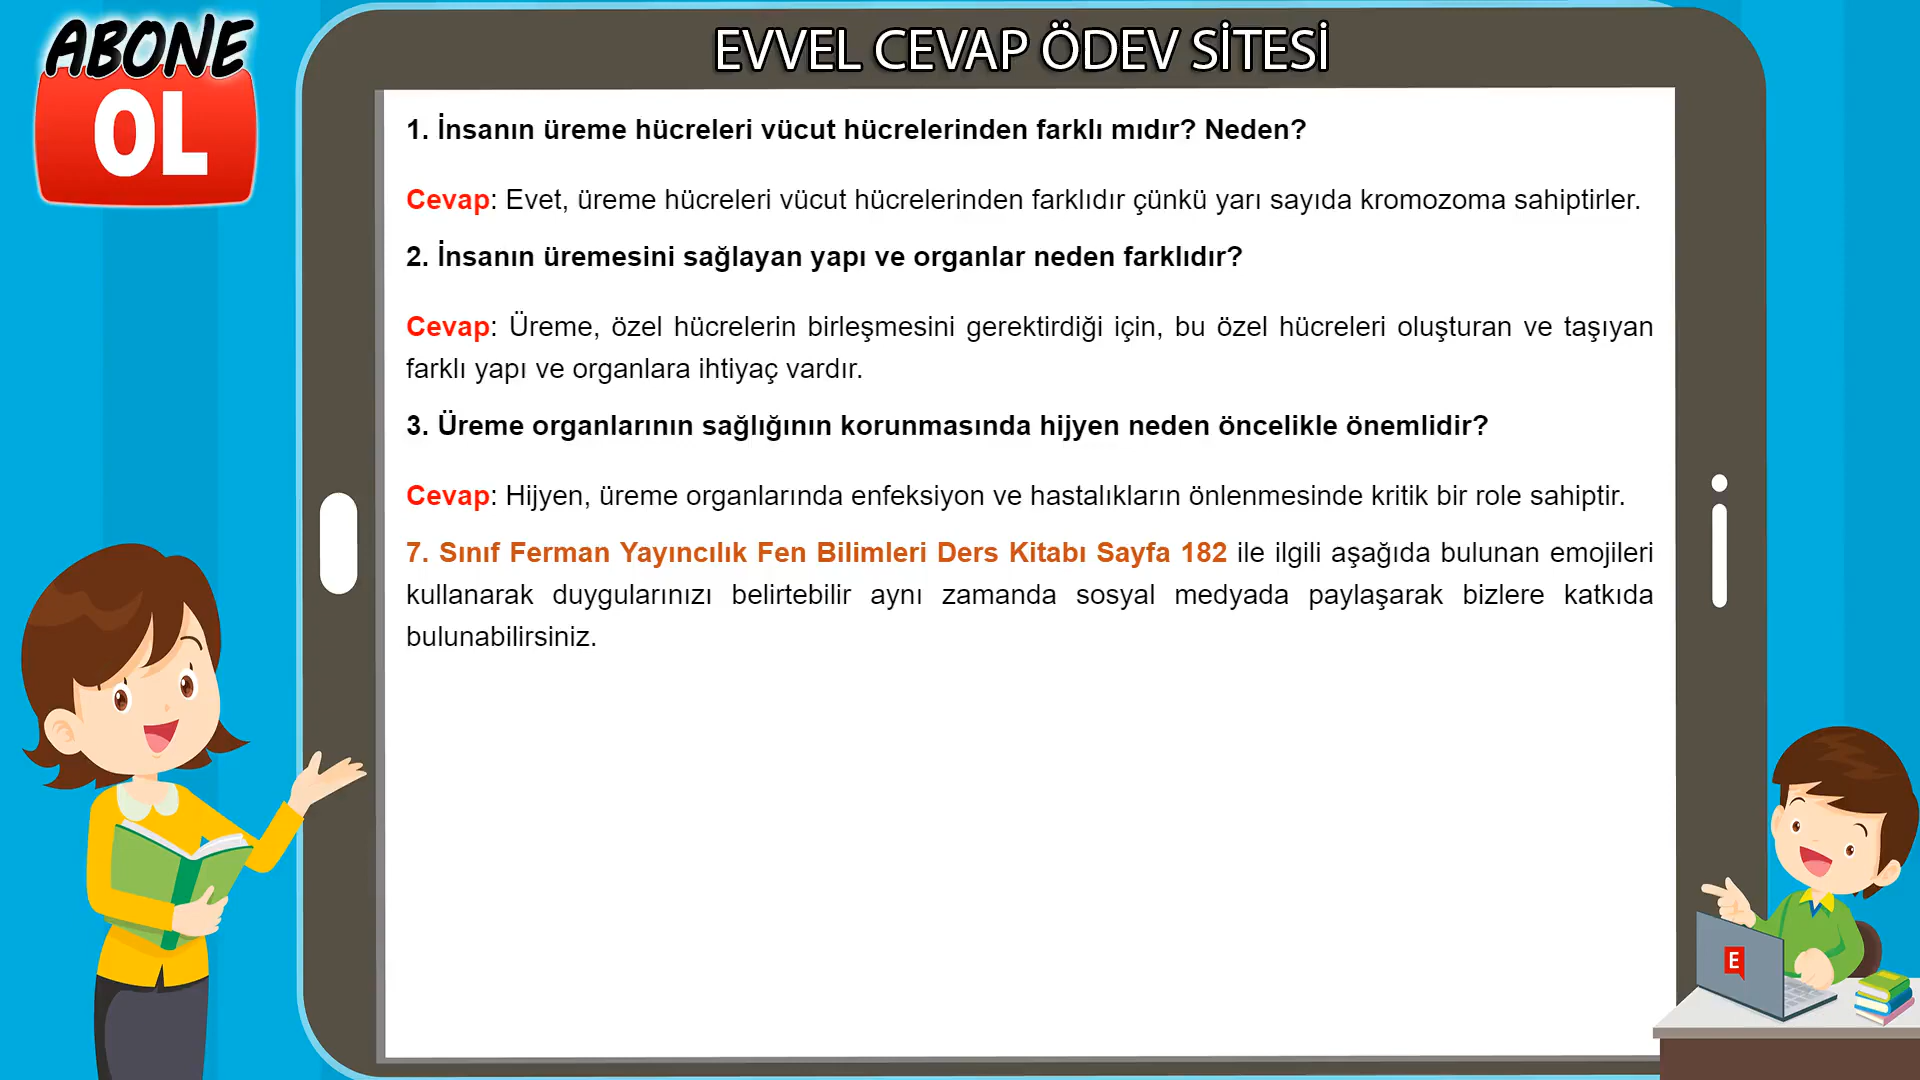 ABONE
OL
EVVEL CEVAP ÖDEV SİTESİ
1. İnsanın üreme hücreleri vücut hücrelerinden farklı mıdır? Neden?
Cevap: Evet, üreme hücreleri vücut hücrelerinden farklıdır çünkü yarı sayıda kromozoma sahiptirler.
2. İnsanın üremesini sağlayan yapı ve organlar neden farklıdır?
Cevap: Üreme, özel hücrelerin birleşmesini gerektirdiği için, bu özel hücreleri oluşturan ve taşıyan
farklı yapı ve organlara ihtiyaç vardır.
3. Üreme organlarının sağlığının korunmasında hijyen neden öncelikle önemlidir?
Cevap: Hijyen, üreme organlarında enfeksiyon ve hastalıkların önlenmesinde kritik bir role sahiptir.
7. Sınıf Ferman Yayıncılık Fen Bilimleri Ders Kitabı Sayfa 182 ile ilgili aşağıda bulunan emojileri
kullanarak duygularınızı belirtebilir aynı zamanda sosyal medyada paylaşarak bizlere katkıda
bulunabilirsiniz.
E